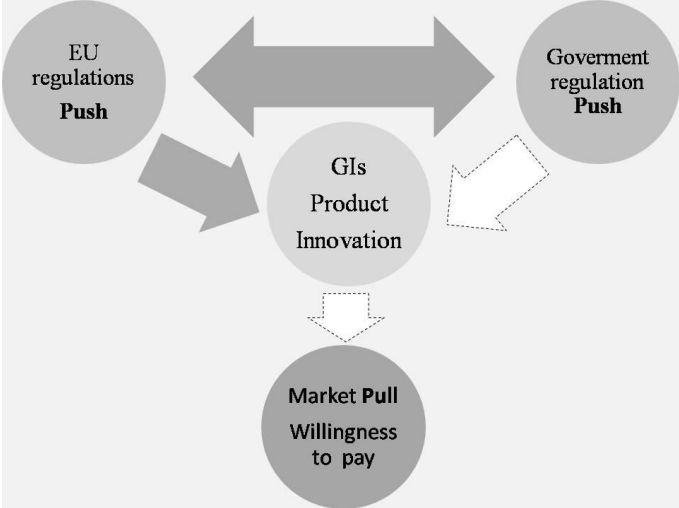 EU
regulations
Push
Goverment
regulation
Push
GIs
Product
Innovation
Market Pull
Willingness
to pay